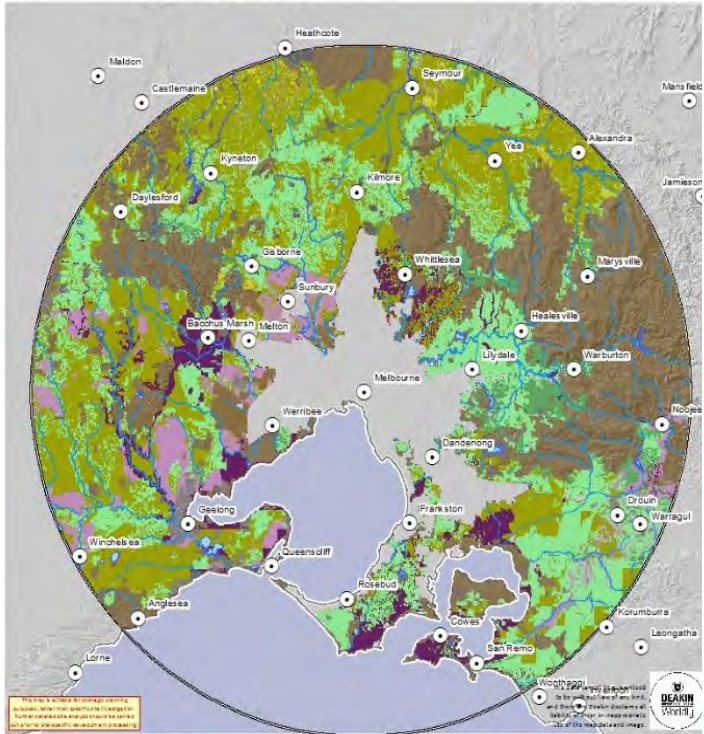 Heathcote
Maldon
Castlemaine
Seymour
Mansfield
Alexandra
Yea
Kyneton
Kilmore
Jamieson
Daylesford
Gisborne
Whittlesea
Marysville
Sunbury
Bacchus Marsh
Melton
Healesville
Lilydale
Warburton
Melbourne
Werribee
Noojee
Dandenong
Geelong
Frankston
Drouin
Warragul
Winchelsea
Queenscliff
Rosebud
Anglesea
Cowes
Korumburra
Leongatha
San Remo
Lorne
Wonthaggi
DEAKIN
Worldly